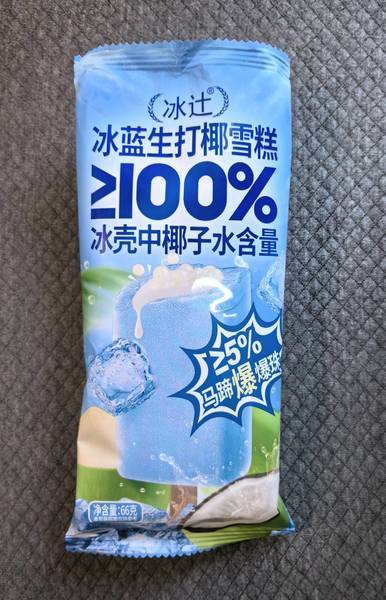 冰辻®
冰蓝生打椰雪糕
≥100%
冰壳中椰子水含量
≥5%
马蹄爆爆珠
净含量:66克